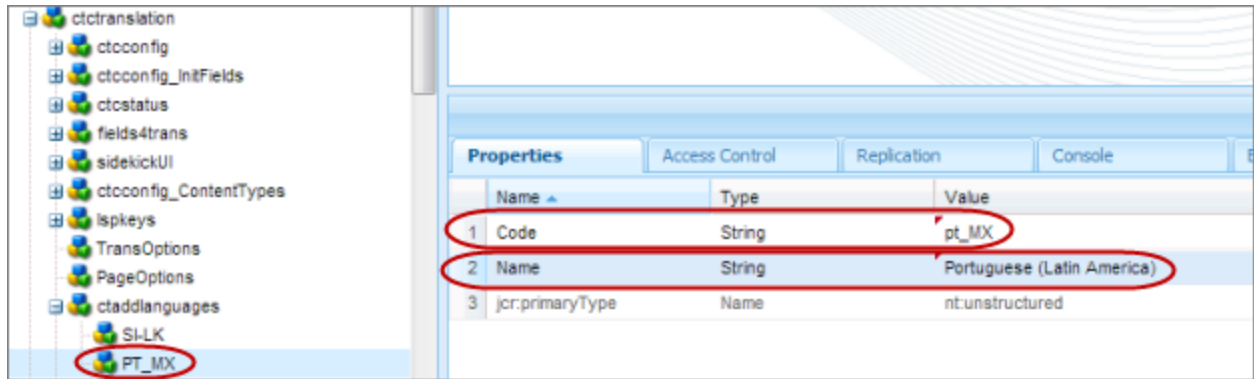 ctctranslation
ctcconfig
ctcconfig_InitFields
ctcstatus
fields4trans
sidekickUI
ctcconfig_ContentTypes
lspkeys
TransOptions
PageOptions
ctaddlanguages
SI-LK
PT_MX
Properties Access Control Replication Console
Name Type Value
1 Code String pt_MX
2 Name String Portuguese (Latin America)
3 jcr:primaryType Name nt:unstructured